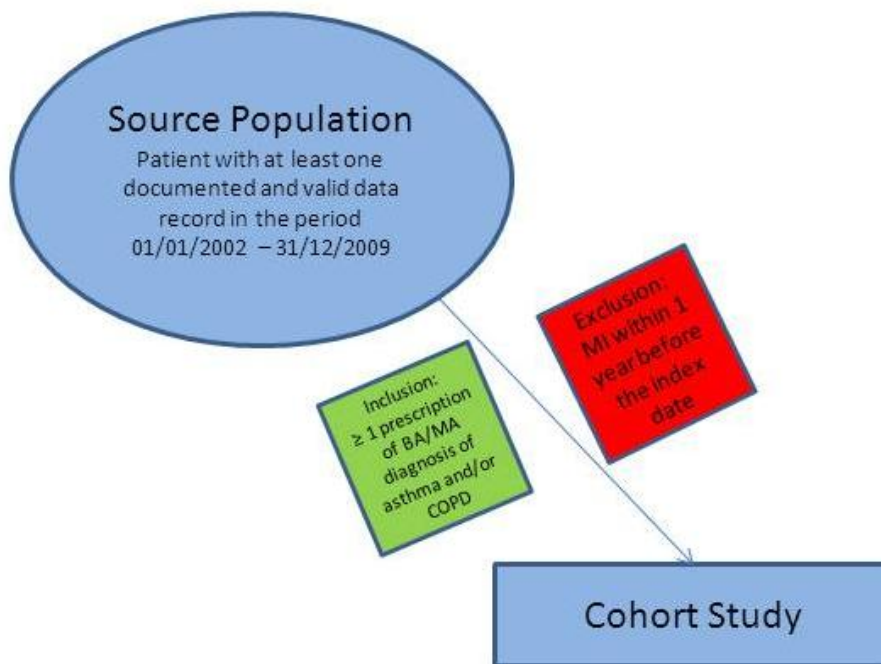 Source Population
Patient with at least one
documented and valid data
record in the period
01/01/2002 – 31/12/2009
Inclusion:
≥ 1 prescription
of BA/MA
diagnosis of
asthma and/or
COPD
Exclusion:
MI within 1
year before
the index
date
Cohort Study